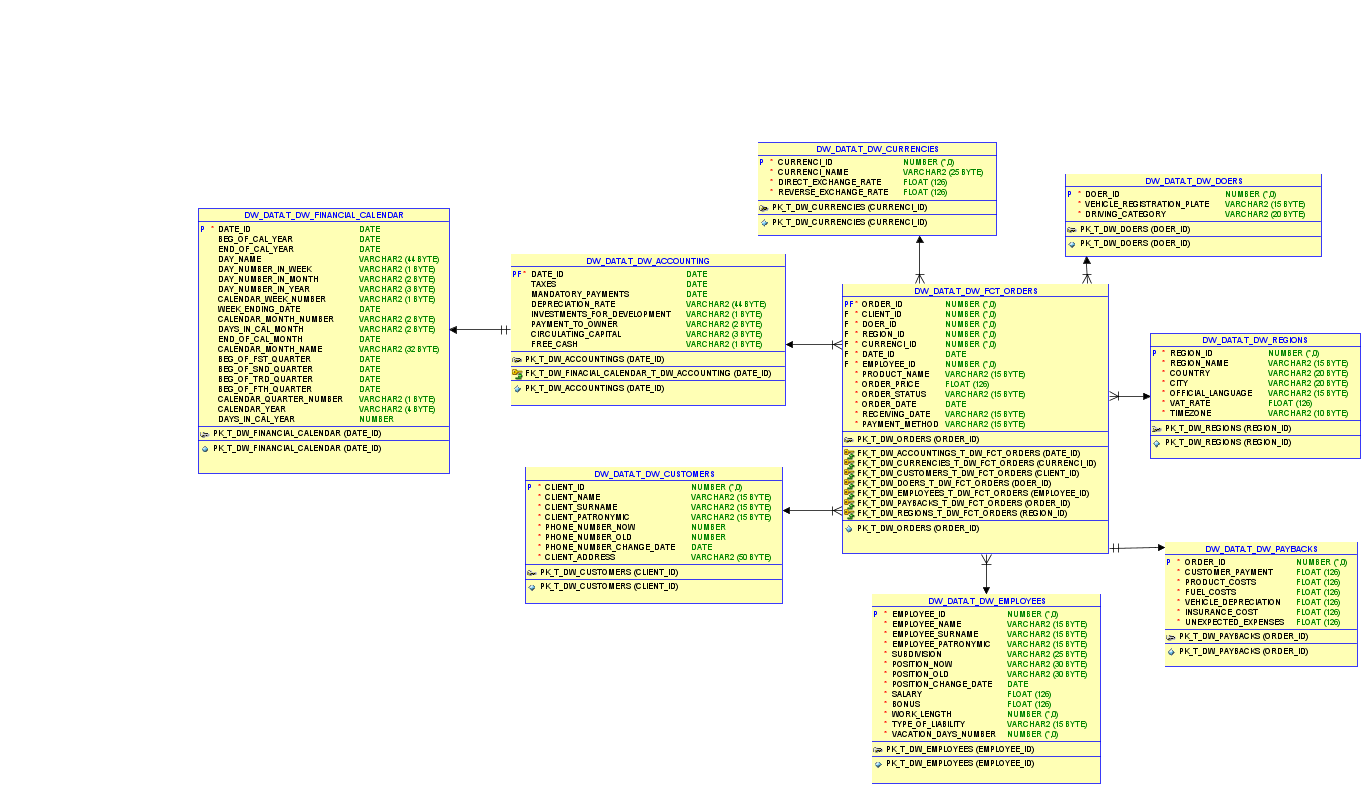 DW_DATA.T_DW_CURRENCIES
P * CURRENCI_ID NUMBER (*,0)
* CURRENCI_NAME VARCHAR2 (25 BYTE)
* DIRECT_EXCHANGE_RATE FLOAT (126)
* REVERSE_EXCHANGE_RATE FLOAT (126)
PK_T_DW_CURRENCIES (CURRENCI_ID)
PK_T_DW_CURRENCIES (CURRENCI_ID)
DW_DATA.T_DW_DOERS
P * DOER_ID NUMBER (*,0)
* VEHICLE_REGISTRATION_PLATE VARCHAR2 (15 BYTE)
* DRIVING_CATEGORY VARCHAR2 (20 BYTE)
PK_T_DW_DOERS (DOER_ID)
PK_T_DW_DOERS (DOER_ID)
DW_DATA.T_DW_FINANCIAL_CALENDAR
P * DATE_ID DATE
BEG_OF_CAL_YEAR DATE
END_OF_CAL_YEAR DATE
DAY_NAME VARCHAR2 (44 BYTE)
DAY_NUMBER_IN_WEEK VARCHAR2 (1 BYTE)
DAY_NUMBER_IN_MONTH VARCHAR2 (2 BYTE)
DAY_NUMBER_IN_YEAR VARCHAR2 (3 BYTE)
CALENDAR_WEEK_NUMBER VARCHAR2 (1 BYTE)
WEEK_ENDING_DATE DATE
CALENDAR_MONTH_NUMBER VARCHAR2 (2 BYTE)
DAYS_IN_CAL_MONTH VARCHAR2 (2 BYTE)
END_OF_CAL_MONTH DATE
CALENDAR_MONTH_NAME VARCHAR2 (32 BYTE)
BEG_OF_FST_QUARTER DATE
BEG_OF_SND_QUARTER DATE
BEG_OF_TRD_QUARTER DATE
BEG_OF_FTH_QUARTER DATE
CALENDAR_QUARTER_NUMBER VARCHAR2 (1 BYTE)
CALENDAR_YEAR VARCHAR2 (4 BYTE)
DAYS_IN_CAL_YEAR NUMBER
PK_T_DW_FINANCIAL_CALENDAR (DATE_ID)
PK_T_DW_FINANCIAL_CALENDAR (DATE_ID)
DW_DATA.T_DW_ACCOUNTING
PF * DATE_ID DATE
TAXES DATE
MANDATORY_PAYMENTS DATE
DEPRECIATION_RATE VARCHAR2 (44 BYTE)
INVESTMENTS_FOR_DEVELOPMENT VARCHAR2 (1 BYTE)
PAYMENT_TO_OWNER VARCHAR2 (2 BYTE)
CIRCULATING_CAPITAL VARCHAR2 (3 BYTE)
FREE_CASH VARCHAR2 (1 BYTE)
PK_T_DW_ACCOUNTINGS (DATE_ID)
FK_T_DW_FINACIAL_CALENDAR_T_DW_ACCOUNTING (DATE_ID)
PK_T_DW_ACCOUNTINGS (DATE_ID)
DW_DATA.T_DW_FCT_ORDERS
PF * ORDER_ID NUMBER (*,0)
F * CLIENT_ID NUMBER (*,0)
F * DOER_ID NUMBER (*,0)
F * REGION_ID NUMBER (*,0)
F * CURRENCI_ID NUMBER (*,0)
F * DATE_ID DATE
F * EMPLOYEE_ID NUMBER (*,0)
* PRODUCT_NAME VARCHAR2 (15 BYTE)
* ORDER_PRICE FLOAT (126)
* ORDER_STATUS VARCHAR2 (15 BYTE)
* ORDER_DATE DATE
* RECEIVING_DATE VARCHAR2 (15 BYTE)
* PAYMENT_METHOD VARCHAR2 (15 BYTE)
PK_T_DW_ORDERS (ORDER_ID)
FK_T_DW_ACCOUNTINGS_T_DW_FCT_ORDERS (DATE_ID)
FK_T_DW_CURRENCIES_T_DW_FCT_ORDERS (CURRENCI_ID)
FK_T_DW_CUSTOMERS_T_DW_FCT_ORDERS (CLIENT_ID)
FK_T_DW_DOERS_T_DW_FCT_ORDERS (DOER_ID)
FK_T_DW_EMPLOYEES_T_DW_FCT_ORDERS (EMPLOYEE_ID)
FK_T_DW_PAYBACKS_T_DW_FCT_ORDERS (ORDER_ID)
FK_T_DW_REGIONS_T_DW_FCT_ORDERS (REGION_ID)
PK_T_DW_ORDERS (ORDER_ID)
DW_DATA.T_DW_REGIONS
P * REGION_ID NUMBER (*,0)
* REGION_NAME VARCHAR2 (15 BYTE)
* COUNTRY VARCHAR2 (20 BYTE)
* CITY VARCHAR2 (20 BYTE)
* OFFICIAL_LANGUAGE VARCHAR2 (15 BYTE)
* VAT_RATE FLOAT (126)
* TIMEZONE VARCHAR2 (10 BYTE)
PK_T_DW_REGIONS (REGION_ID)
PK_T_DW_REGIONS (REGION_ID)
DW_DATA.T_DW_CUSTOMERS
P * CLIENT_ID NUMBER (*,0)
* CLIENT_NAME VARCHAR2 (15 BYTE)
* CLIENT_SURNAME VARCHAR2 (15 BYTE)
* CLIENT_PATRONYMIC VARCHAR2 (15 BYTE)
* PHONE_NUMBER_NOW NUMBER
* PHONE_NUMBER_OLD NUMBER
* PHONE_NUMBER_CHANGE_DATE DATE
* CLIENT_ADDRESS VARCHAR2 (50 BYTE)
PK_T_DW_CUSTOMERS (CLIENT_ID)
PK_T_DW_CUSTOMERS (CLIENT_ID)
DW_DATA.T_DW_PAYBACKS
P * ORDER_ID NUMBER (*,0)
* CUSTOMER_PAYMENT FLOAT (126)
* PRODUCT_COSTS FLOAT (126)
* FUEL_COSTS FLOAT (126)
* VEHICLE_DEPRECIATION FLOAT (126)
* INSURANCE_COST FLOAT (126)
* UNEXPECTED_EXPENSES FLOAT (126)
PK_T_DW_PAYBACKS (ORDER_ID)
PK_T_DW_PAYBACKS (ORDER_ID)
DW_DATA.T_DW_EMPLOYEES
P * EMPLOYEE_ID NUMBER (*,0)
* EMPLOYEE_NAME VARCHAR2 (15 BYTE)
* EMPLOYEE_SURNAME VARCHAR2 (15 BYTE)
* EMPLOYEE_PATRONYMIC VARCHAR2 (15 BYTE)
* SUBDIVISION VARCHAR2 (25 BYTE)
* POSITION_NOW VARCHAR2 (30 BYTE)
* POSITION_OLD VARCHAR2 (30 BYTE)
* POSITION_CHANGE_DATE DATE
* SALARY FLOAT (126)
* BONUS FLOAT (126)
* WORK_LENGTH NUMBER (*,0)
* TYPE_OF_LIABILITY VARCHAR2 (15 BYTE)
* VACATION_DAYS_NUMBER NUMBER (*,0)
PK_T_DW_EMPLOYEES (EMPLOYEE_ID)
PK_T_DW_EMPLOYEES (EMPLOYEE_ID)